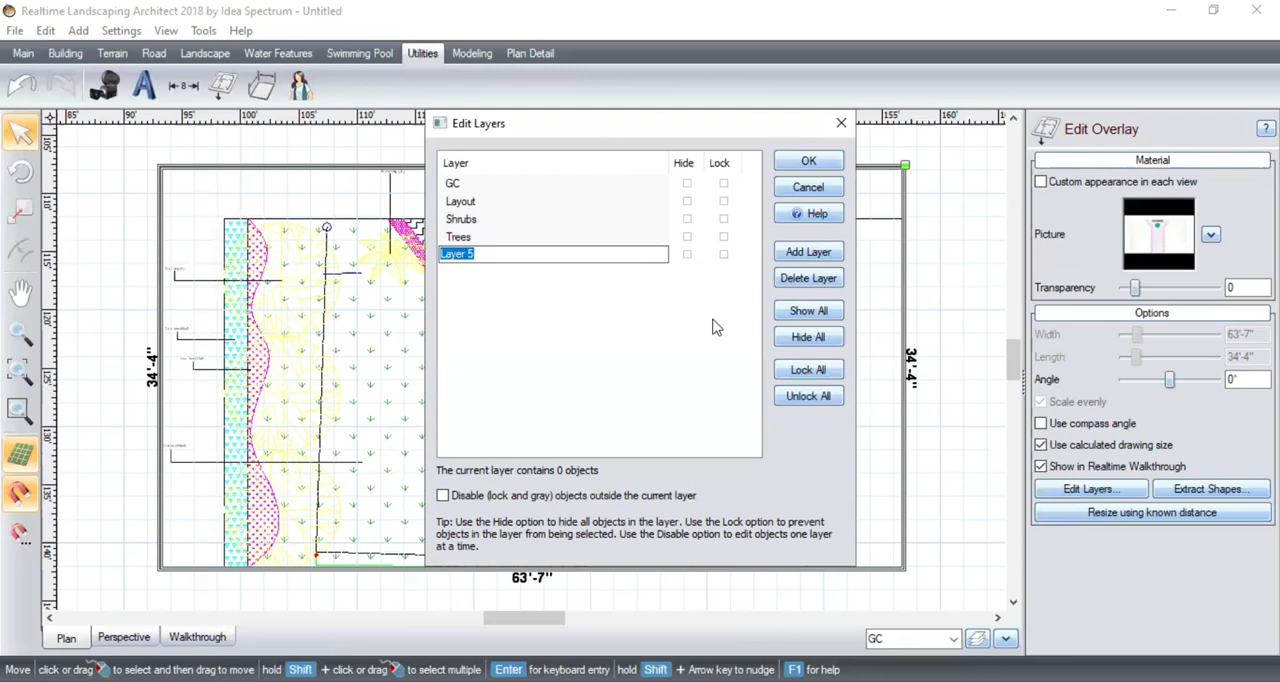 Realtime Landscaping Architect 2018 by Idea Spectrum - Untitled
File Edit Add Settings View Tools Help
Main Building Terrain Road Landscape Water Features Swimming Pool Utilities Modeling Plan Detail
8
85' 90' 95' 100' 105' 110' 155' 160'
Edit Layers
Layer Hide Lock
GC
Layout
Shrubs
Trees
Layer 5
OK
Cancel
Help
Add Layer
Delete Layer
Show All
Hide All
Lock All
Unlock All
The current layer contains 0 objects
Disable (lock and gray) objects outside the current layer
Tip: Use the Hide option to hide all objects in the layer. Use the Lock option to prevent
objects in the layer from being selected. Use the Disable option to edit objects one layer
at a time.
34'-4"
34'-4"
63'-7"
Edit Overlay ?
Material
Custom appearance in each view
Picture
Transparency 0
Options
Width 63'-7"
Length 34'-4"
Angle 0°
Scale evenly
Use compass angle
Use calculated drawing size
Show in Realtime Walkthrough
Edit Layers... Extract Shapes...
Resize using known distance
Plan Perspective Walkthrough
GC
Move click or drag to select and then drag to move hold Shift + click or drag to select multiple Enter for keyboard entry hold Shift + Arrow key to nudge F1 for help